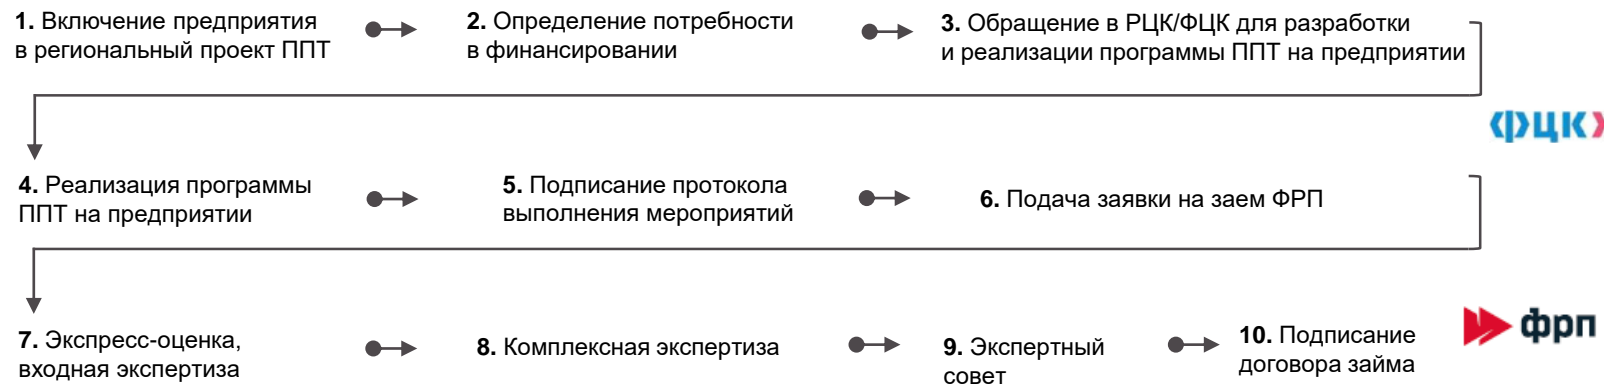 1. Включение предприятия
в региональный проект ППТ
2. Определение потребности
в финансировании
3. Обращение в РЦК/ФЦК для разработки
и реализации программы ППТ на предприятии
ФЦК
4. Реализация программы
ППТ на предприятии
5. Подписание протокола
выполнения мероприятий
6. Подача заявки на заем ФРП
7. Экспресс-оценка,
входная экспертиза
8. Комплексная экспертиза
9. Экспертный
совет
10. Подписание
договора займа
фрп